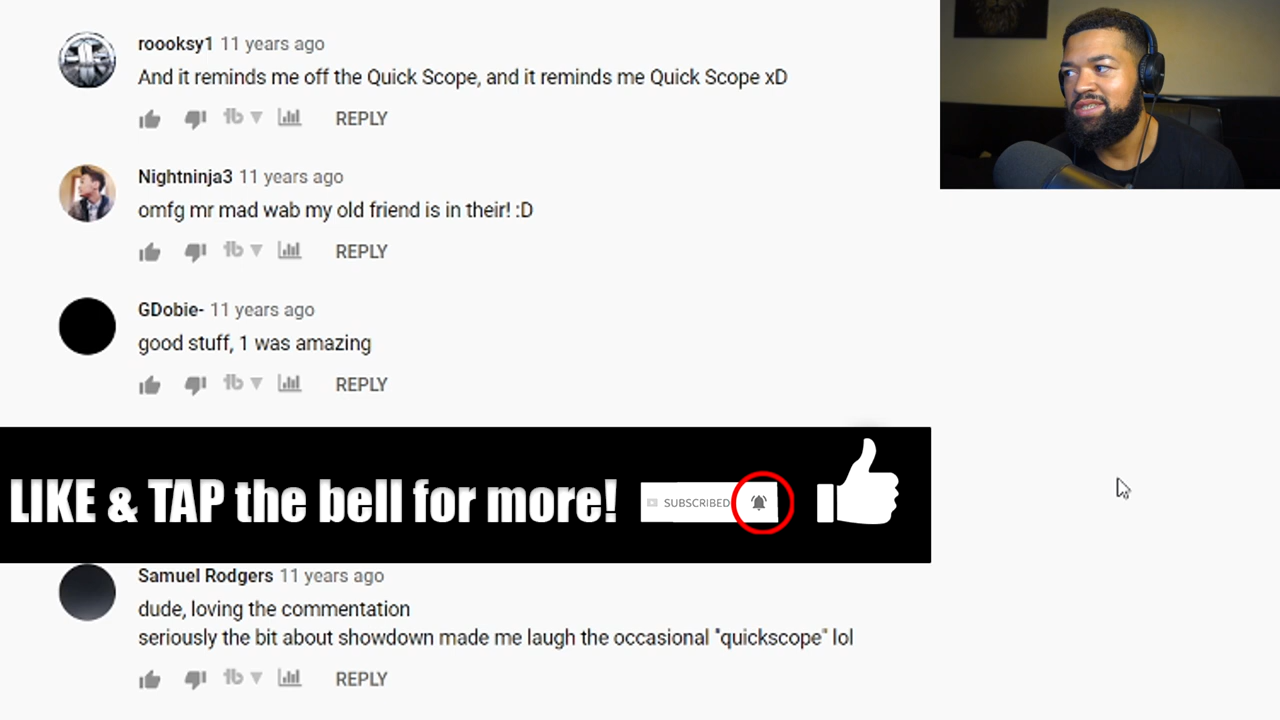 roooksy1 11 years ago
And it reminds me off the Quick Scope, and it reminds me Quick Scope xD
REPLY
Nightninja3 11 years ago
omfg mr mad wab my old friend is in their! :D
REPLY
GDobie- 11 years ago
good stuff, 1 was amazing
REPLY
LIKE & TAP the bell for more! SUBSCRIBED
Samuel Rodgers 11 years ago
dude, loving the commentation
seriously the bit about showdown made me laugh the occasional "quickscope" lol
REPLY